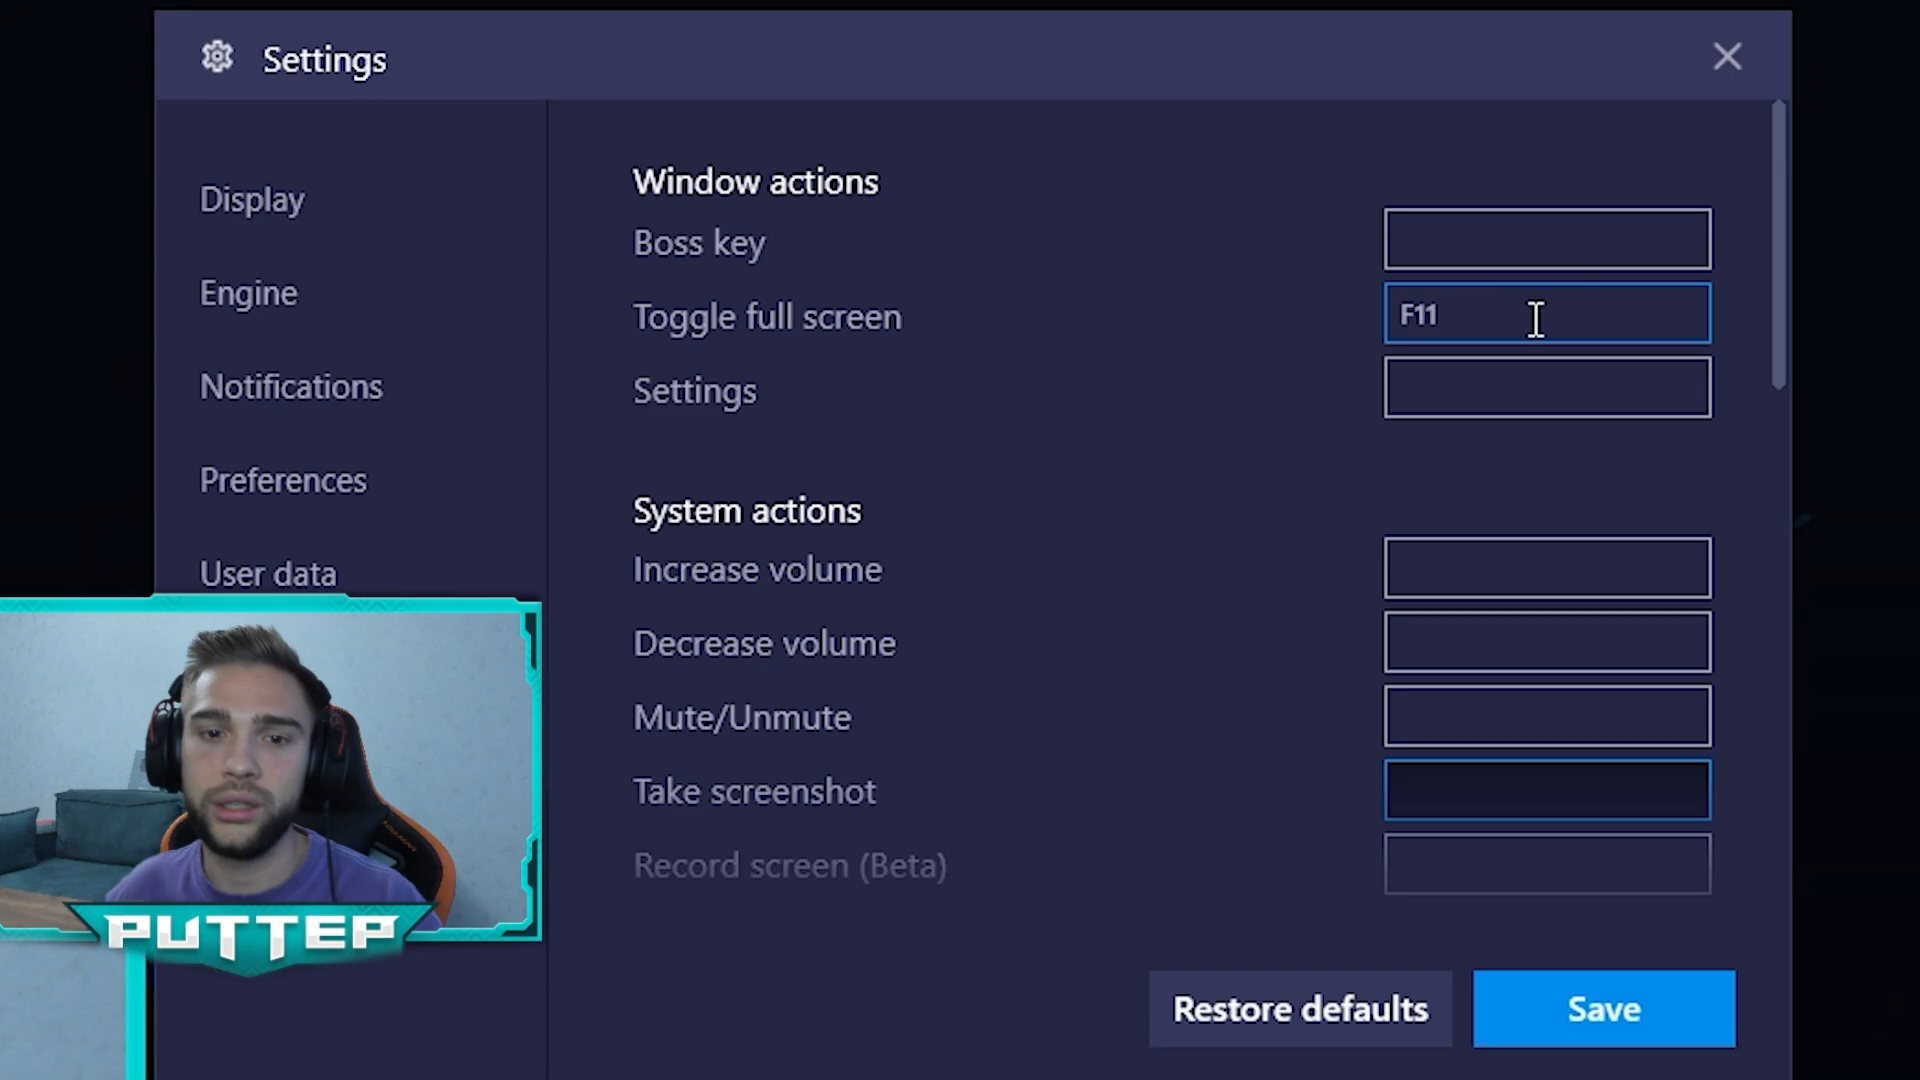 Settings
Display
Engine
Notifications
Preferences
User data
Window actions
Boss key
Toggle full screen
F11
Settings
System actions
Increase volume
Decrease volume
Mute/Unmute
Take screenshot
Record screen (Beta)
Restore defaults
Save
PUTTEP